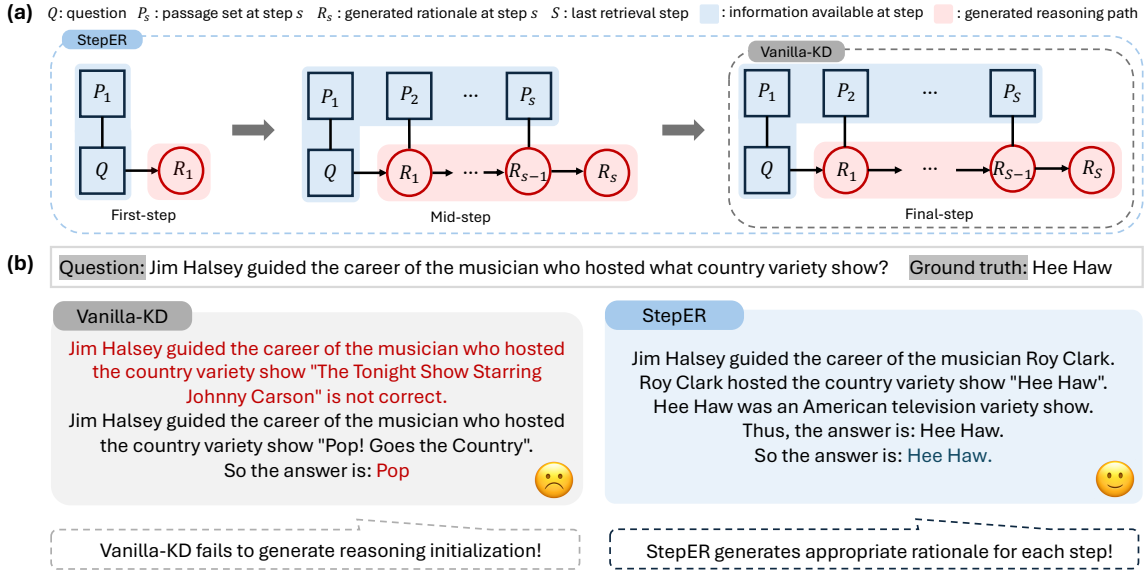 (a) Q: question P_s : passage set at step s R_s : generated rationale at step s S : last retrieval step : information available at step : generated reasoning path
StepER
Vanilla-KD
P_1
Q
R_1
First-step
P_1 P_2 ... P_s
Q R_1 ... R_{s-1} R_s
Mid-step
P_1 P_2 ... P_S
Q R_1 ... R_{S-1} R_S
Final-step
(b)
Question: Jim Halsey guided the career of the musician who hosted what country variety show? Ground truth: Hee Haw
Vanilla-KD
Jim Halsey guided the career of the musician who hosted
the country variety show "The Tonight Show Starring
Johnny Carson" is not correct.
Jim Halsey guided the career of the musician who hosted
the country variety show "Pop! Goes the Country".
So the answer is: Pop
Vanilla-KD fails to generate reasoning initialization!
StepER
Jim Halsey guided the career of the musician Roy Clark.
Roy Clark hosted the country variety show "Hee Haw".
Hee Haw was an American television variety show.
Thus, the answer is: Hee Haw.
So the answer is: Hee Haw.
StepER generates appropriate rationale for each step!